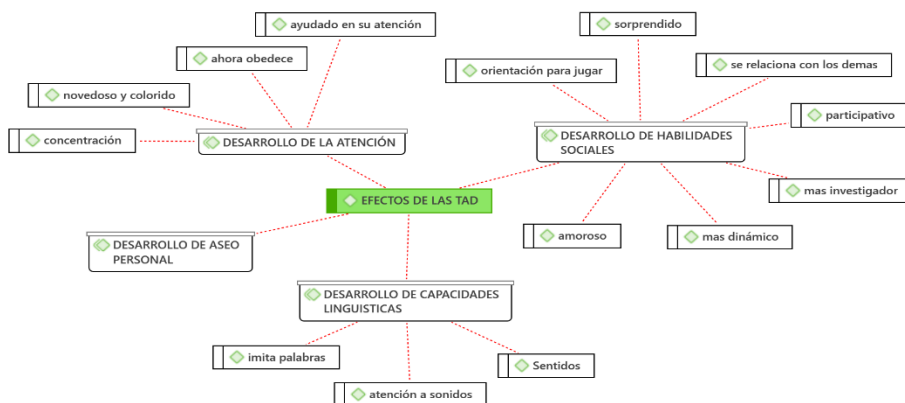 sorprendido
ayudado en su atención
ahora obedece
orientación para jugar
se relaciona con los demas
novedoso y colorido
participativo
concentración
DESARROLLO DE LA ATENCIÓN
DESARROLLO DE HABILIDADES
SOCIALES
mas investigador
EFECTOS DE LAS TAD
amoroso
mas dinámico
DESARROLLO DE ASEO
PERSONAL
DESARROLLO DE CAPACIDADES
LINGUISTICAS
imita palabras
Sentidos
atención a sonidos